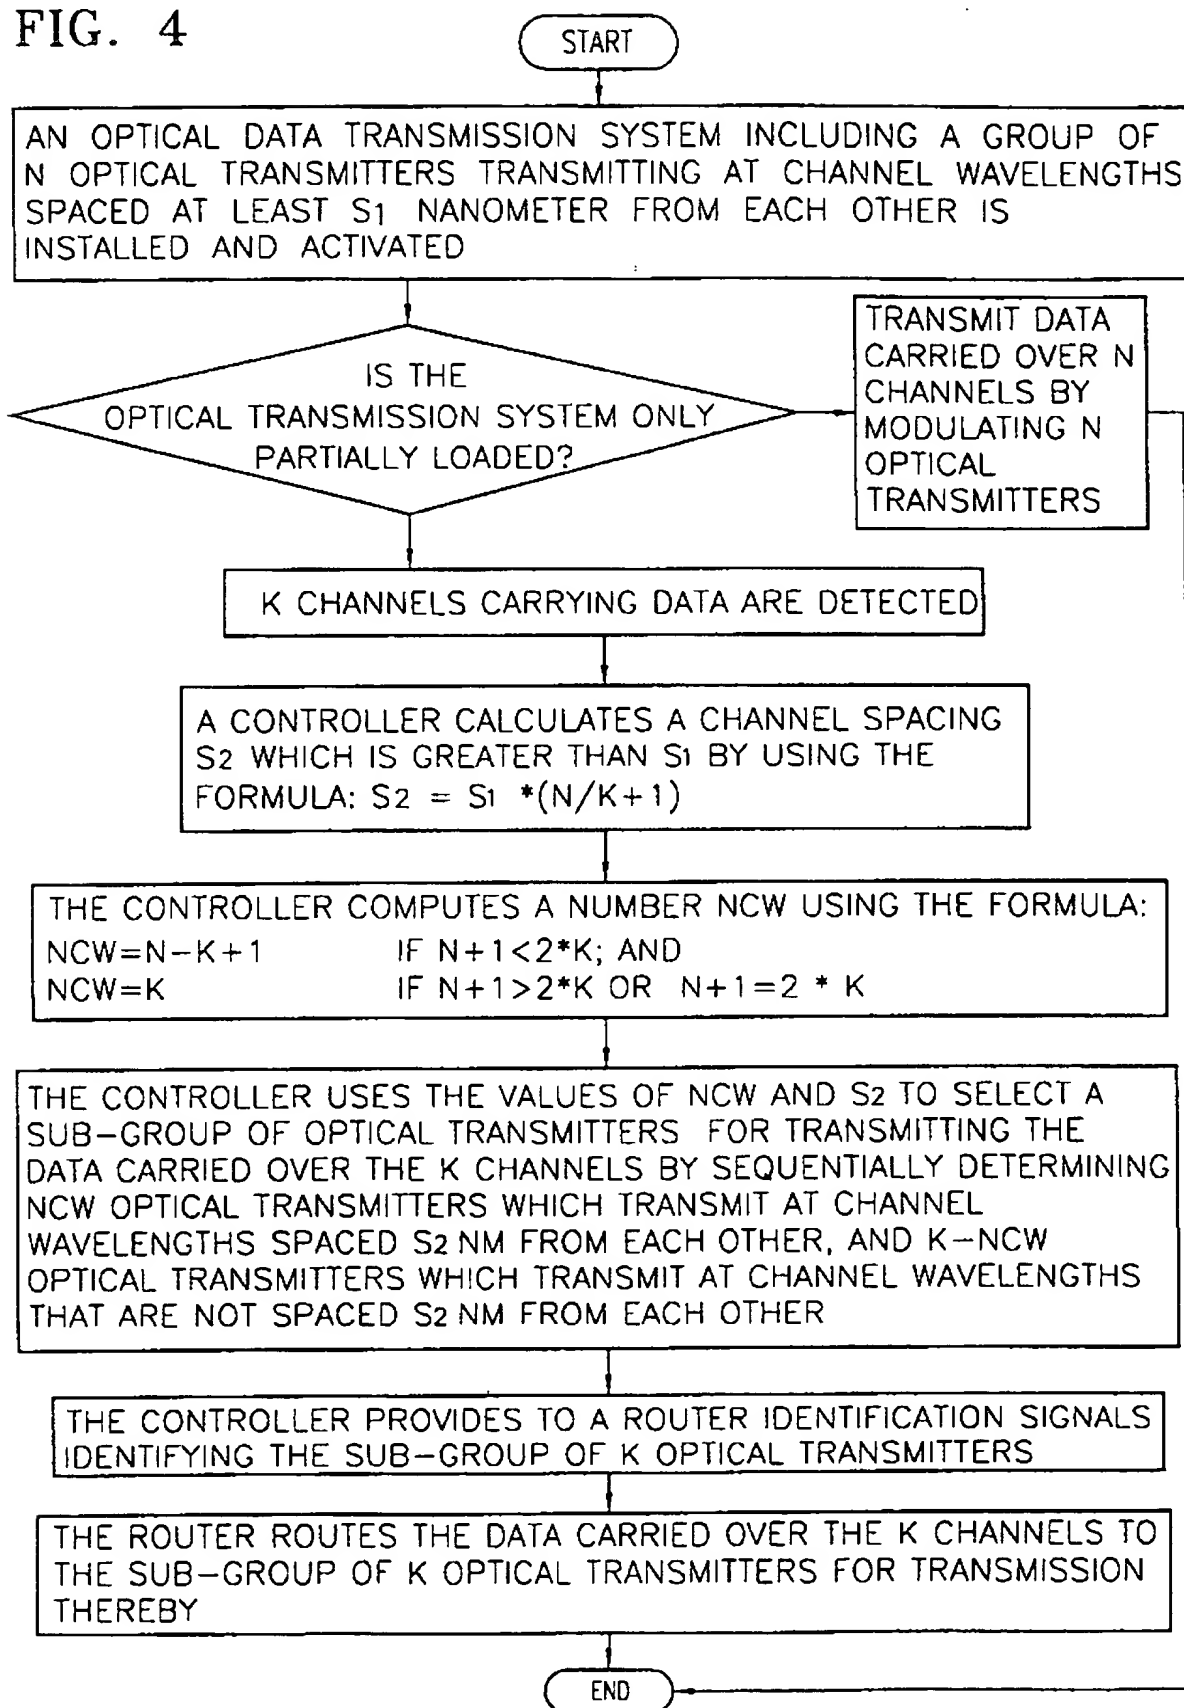 FIG. 4
START
AN OPTICAL DATA TRANSMISSION SYSTEM INCLUDING A GROUP OF
N OPTICAL TRANSMITTERS TRANSMITTING AT CHANNEL WAVELENGTHS
SPACED AT LEAST S1 NANOMETER FROM EACH OTHER IS
INSTALLED AND ACTIVATED
IS THE
OPTICAL TRANSMISSION SYSTEM ONLY
PARTIALLY LOADED?
TRANSMIT DATA
CARRIED OVER N
CHANNELS BY
MODULATING N
OPTICAL
TRANSMITTERS
K CHANNELS CARRYING DATA ARE DETECTED
A CONTROLLER CALCULATES A CHANNEL SPACING
S2 WHICH IS GREATER THAN S1 BY USING THE
FORMULA: S2 = S1 *(N/K+1)
THE CONTROLLER COMPUTES A NUMBER NCW USING THE FORMULA:
NCW=N-K+1 IF N+1<2*K; AND
NCW=K IF N+1>2*K OR N+1=2 * K
THE CONTROLLER USES THE VALUES OF NCW AND S2 TO SELECT A
SUB-GROUP OF OPTICAL TRANSMITTERS FOR TRANSMITTING THE
DATA CARRIED OVER THE K CHANNELS BY SEQUENTIALLY DETERMINING
NCW OPTICAL TRANSMITTERS WHICH TRANSMIT AT CHANNEL
WAVELENGTHS SPACED S2 NM FROM EACH OTHER, AND K-NCW
OPTICAL TRANSMITTERS WHICH TRANSMIT AT CHANNEL WAVELENGTHS
THAT ARE NOT SPACED S2 NM FROM EACH OTHER
THE CONTROLLER PROVIDES TO A ROUTER IDENTIFICATION SIGNALS
IDENTIFYING THE SUB-GROUP OF K OPTICAL TRANSMITTERS
THE ROUTER ROUTES THE DATA CARRIED OVER THE K CHANNELS TO
THE SUB-GROUP OF K OPTICAL TRANSMITTERS FOR TRANSMISSION
THEREBY
END